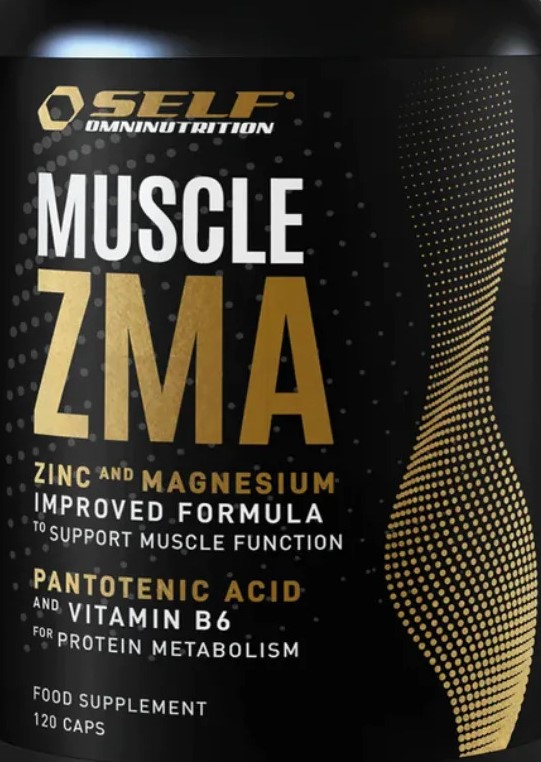 SELF
OMNINUTRITION
MUSCLE
ZMA
ZINC AND MAGNESIUM
IMPROVED FORMULA
TO SUPPORT MUSCLE FUNCTION
PANTOTENIC ACID
AND VITAMIN B6
FOR PROTEIN METABOLISM
FOOD SUPPLEMENT
120 CAPS